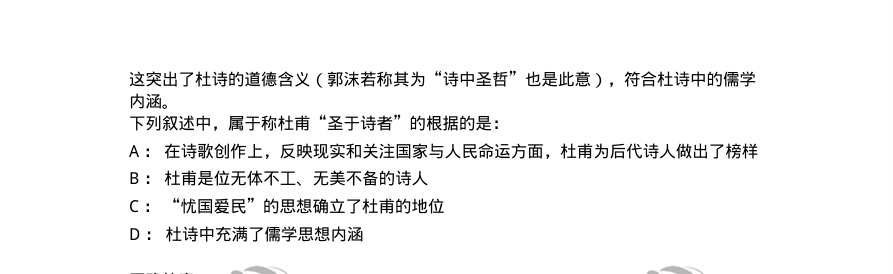 这突出了杜诗的道德含义（郭沫若称其为“诗中圣哲”也是此意），符合杜诗中的儒学
内涵。
下列叙述中，属于称杜甫“圣于诗者”的根据的是：
A： 在诗歌创作上，反映现实和关注国家与人民命运方面，杜甫为后代诗人做出了榜样
B： 杜甫是位无体不工、无美不备的诗人
C： “忧国爱民”的思想确立了杜甫的地位
D： 杜诗中充满了儒学思想内涵